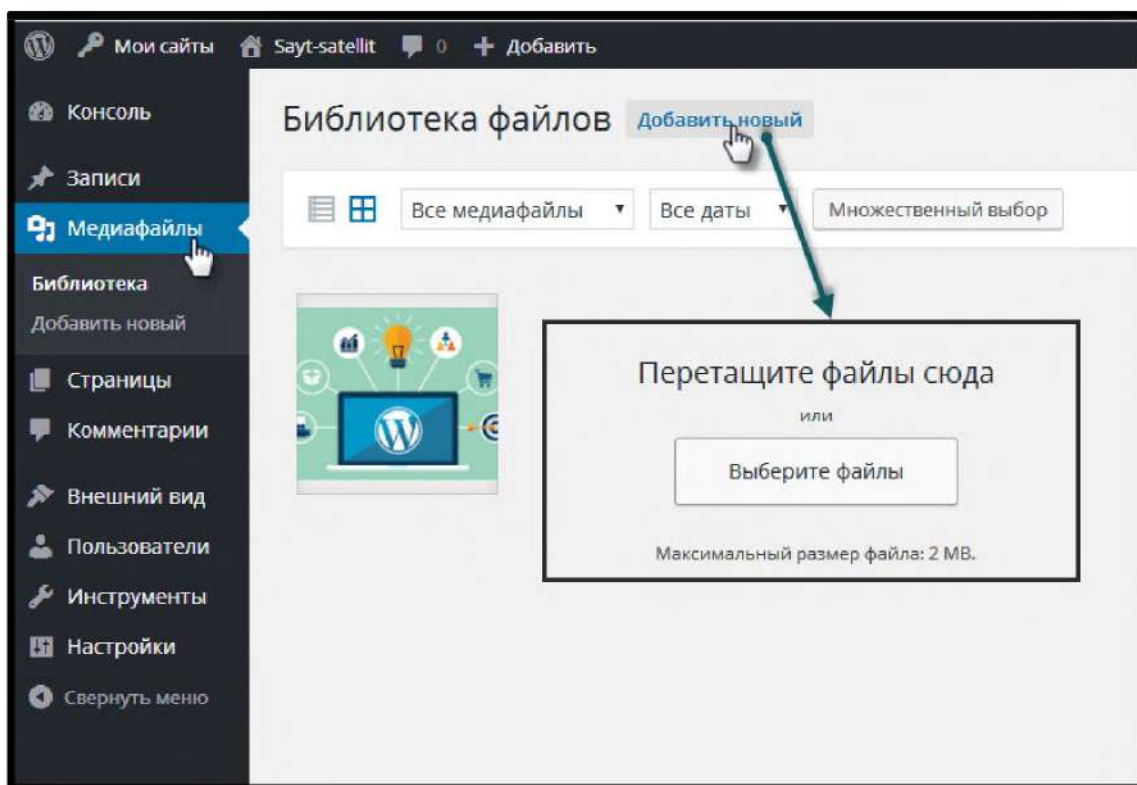 Мои сайты Sayt-satellit 0 + Добавить
Консоль
Записи
Медиафайлы
Библиотека
Добавить новый
Страницы
Комментарии
Внешний вид
Пользователи
Инструменты
Настройки
Свернуть меню
Библиотека файлов Добавить новый
Все медиафайлы Все даты Множественный выбор
Перетащите файлы сюда
или
Выберите файлы
Максимальный размер файла: 2 MB.